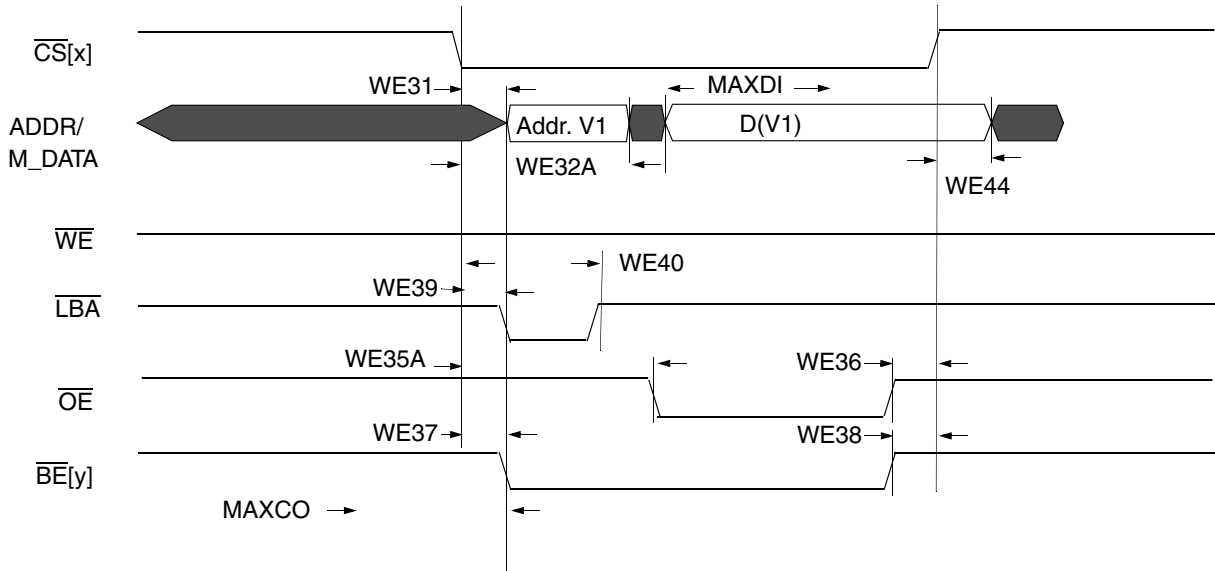 CS[x]
WE31
MAXDI
ADDR/
M_DATA
Addr. V1
D(V1)
WE32A
WE44
WE
WE40
WE39
LBA
WE35A
WE36
OE
WE37
WE38
BE[y]
MAXCO